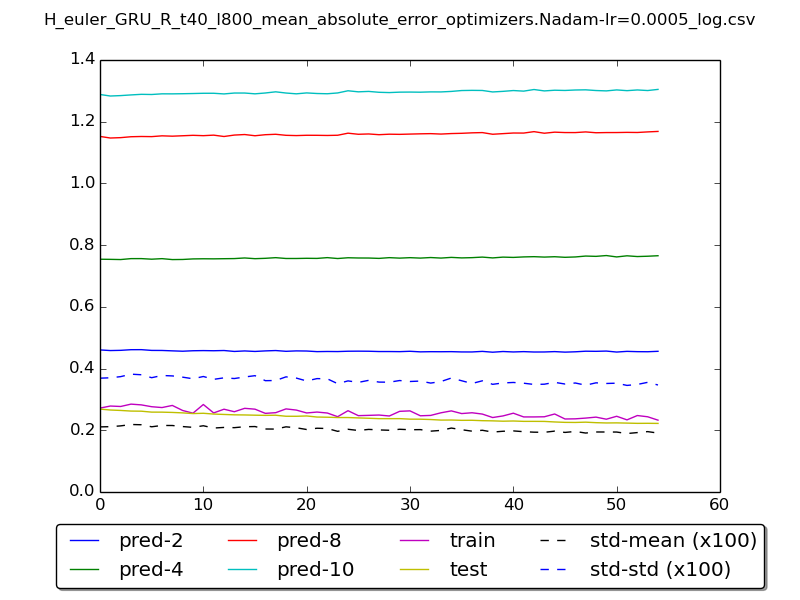 H_euler_GRU_R_t40_l800_mean_absolute_error_optimizers.Nadam-lr=0.0005_log.csv
1.4
1.2
1.0
0.8
0.6
0.4
0.2
0.0
0 10 20 30 40 50 60
pred-2 pred-8 train std-mean (x100)
pred-4 pred-10 test std-std (x100)